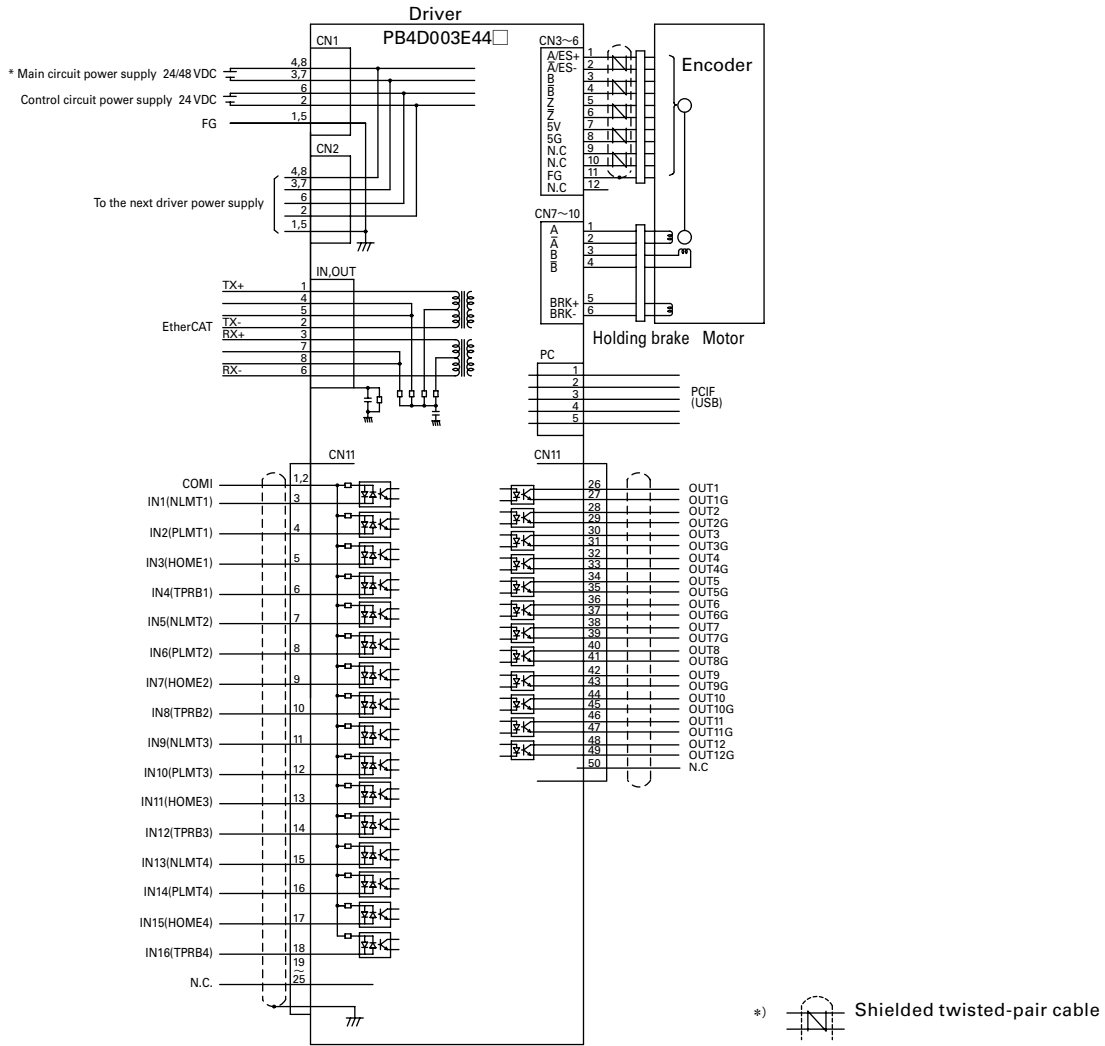 Driver
PB4D003E44□
CN1
4,8
* Main circuit power supply 24/48 VDC
3,7
6
Control circuit power supply 24 VDC
2
1,5
FG
CN2
4,8
3,7
6
To the next driver power supply
2
1,5
CN3~6
A/ES+ 1
A̅/ES- 2
B 3
B̅ 4
Z 5
Z̅ 6
5V 7
5G 8
N.C 9
N.C 10
FG 11
N.C 12
Encoder
CN7~10
A 1
A̅ 2
B 3
B̅ 4
BRK+ 5
BRK- 6
Holding brake Motor
IN,OUT
TX+ 1
4
5
EtherCAT
TX- 2
RX+ 3
7
8
RX- 6
PC
1
2
3
4
5
PCIF
(USB)
CN11
COMI 1,2
IN1(NLMT1) 3
IN2(PLMT1) 4
IN3(HOME1) 5
IN4(TPRB1) 6
IN5(NLMT2) 7
IN6(PLMT2) 8
IN7(HOME2) 9
IN8(TPRB2) 10
IN9(NLMT3) 11
IN10(PLMT3) 12
IN11(HOME3) 13
IN12(TPRB3) 14
IN13(NLMT4) 15
IN14(PLMT4) 16
IN15(HOME4) 17
IN16(TPRB4) 18
19
~
N.C. 25
CN11
26 OUT1
27 OUT1G
28 OUT2
29 OUT2G
30 OUT3
31 OUT3G
32 OUT4
33 OUT4G
34 OUT5
35 OUT5G
36 OUT6
37 OUT6G
38 OUT7
39 OUT7G
40 OUT8
41 OUT8G
42 OUT9
43 OUT9G
44 OUT10
45 OUT10G
46 OUT11
47 OUT11G
48 OUT12
49 OUT12G
50 N.C
*) Shielded twisted-pair cable